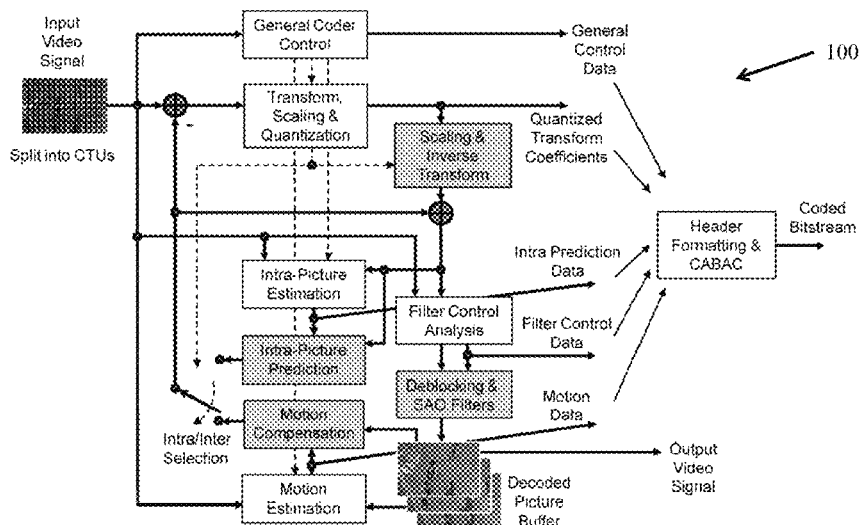 Input
Video
Signal
Split into CTUs
General Coder
Control
Transform,
Scaling &
Quantization
Scaling &
Inverse
Transform
General
Control
Data
Quantized
Transform
Coefficients
100
Header
Formatting &
CABAC
Coded
Bitstream
Intra-Picture
Estimation
Intra-Picture
Prediction
Filter Control
Analysis
Intra Prediction
Data
Filter Control
Data
Deblocking &
SAO Filters
Motion
Compensation
Motion
Data
Intra/Inter
Selection
Motion
Estimation
Decoded
Picture
Buffer
Output
Video
Signal